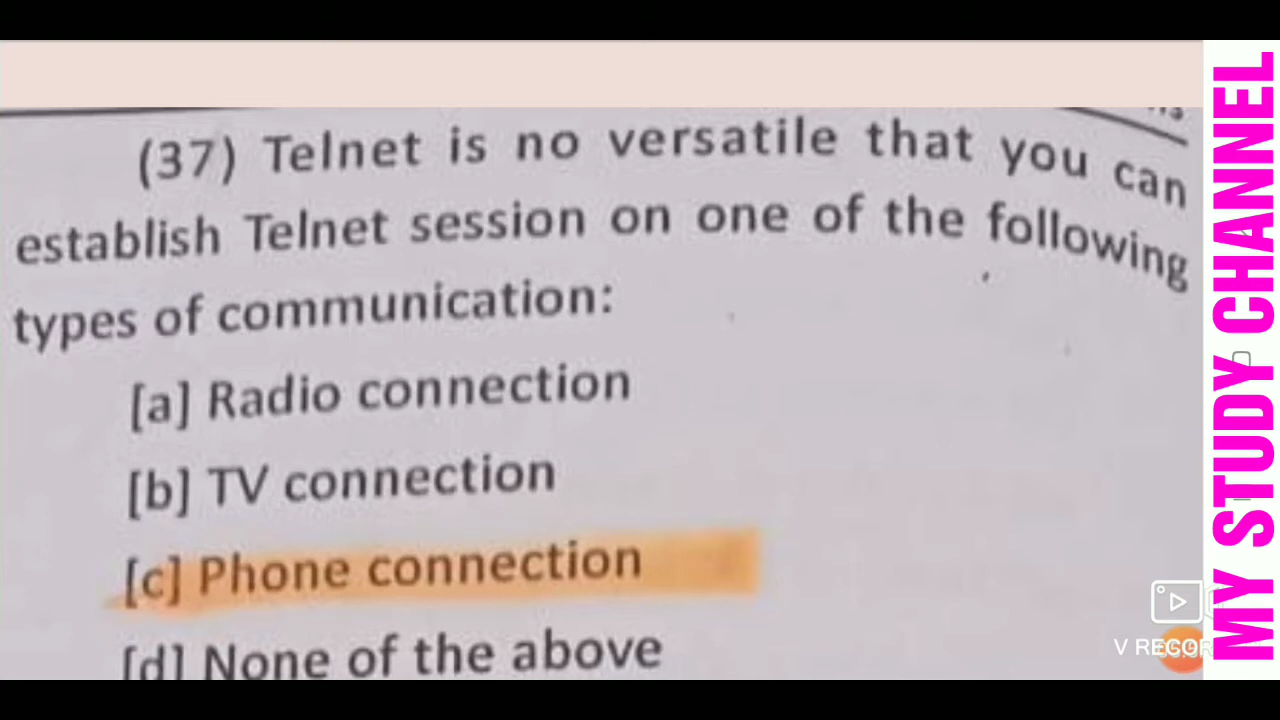 (37) Telnet is no versatile that you can
establish Telnet session on one of the following
types of communication:
[a] Radio connection
[b] TV connection
[c] Phone connection
[d] None of the above
MY STUDY CHANNEL
V RECOR